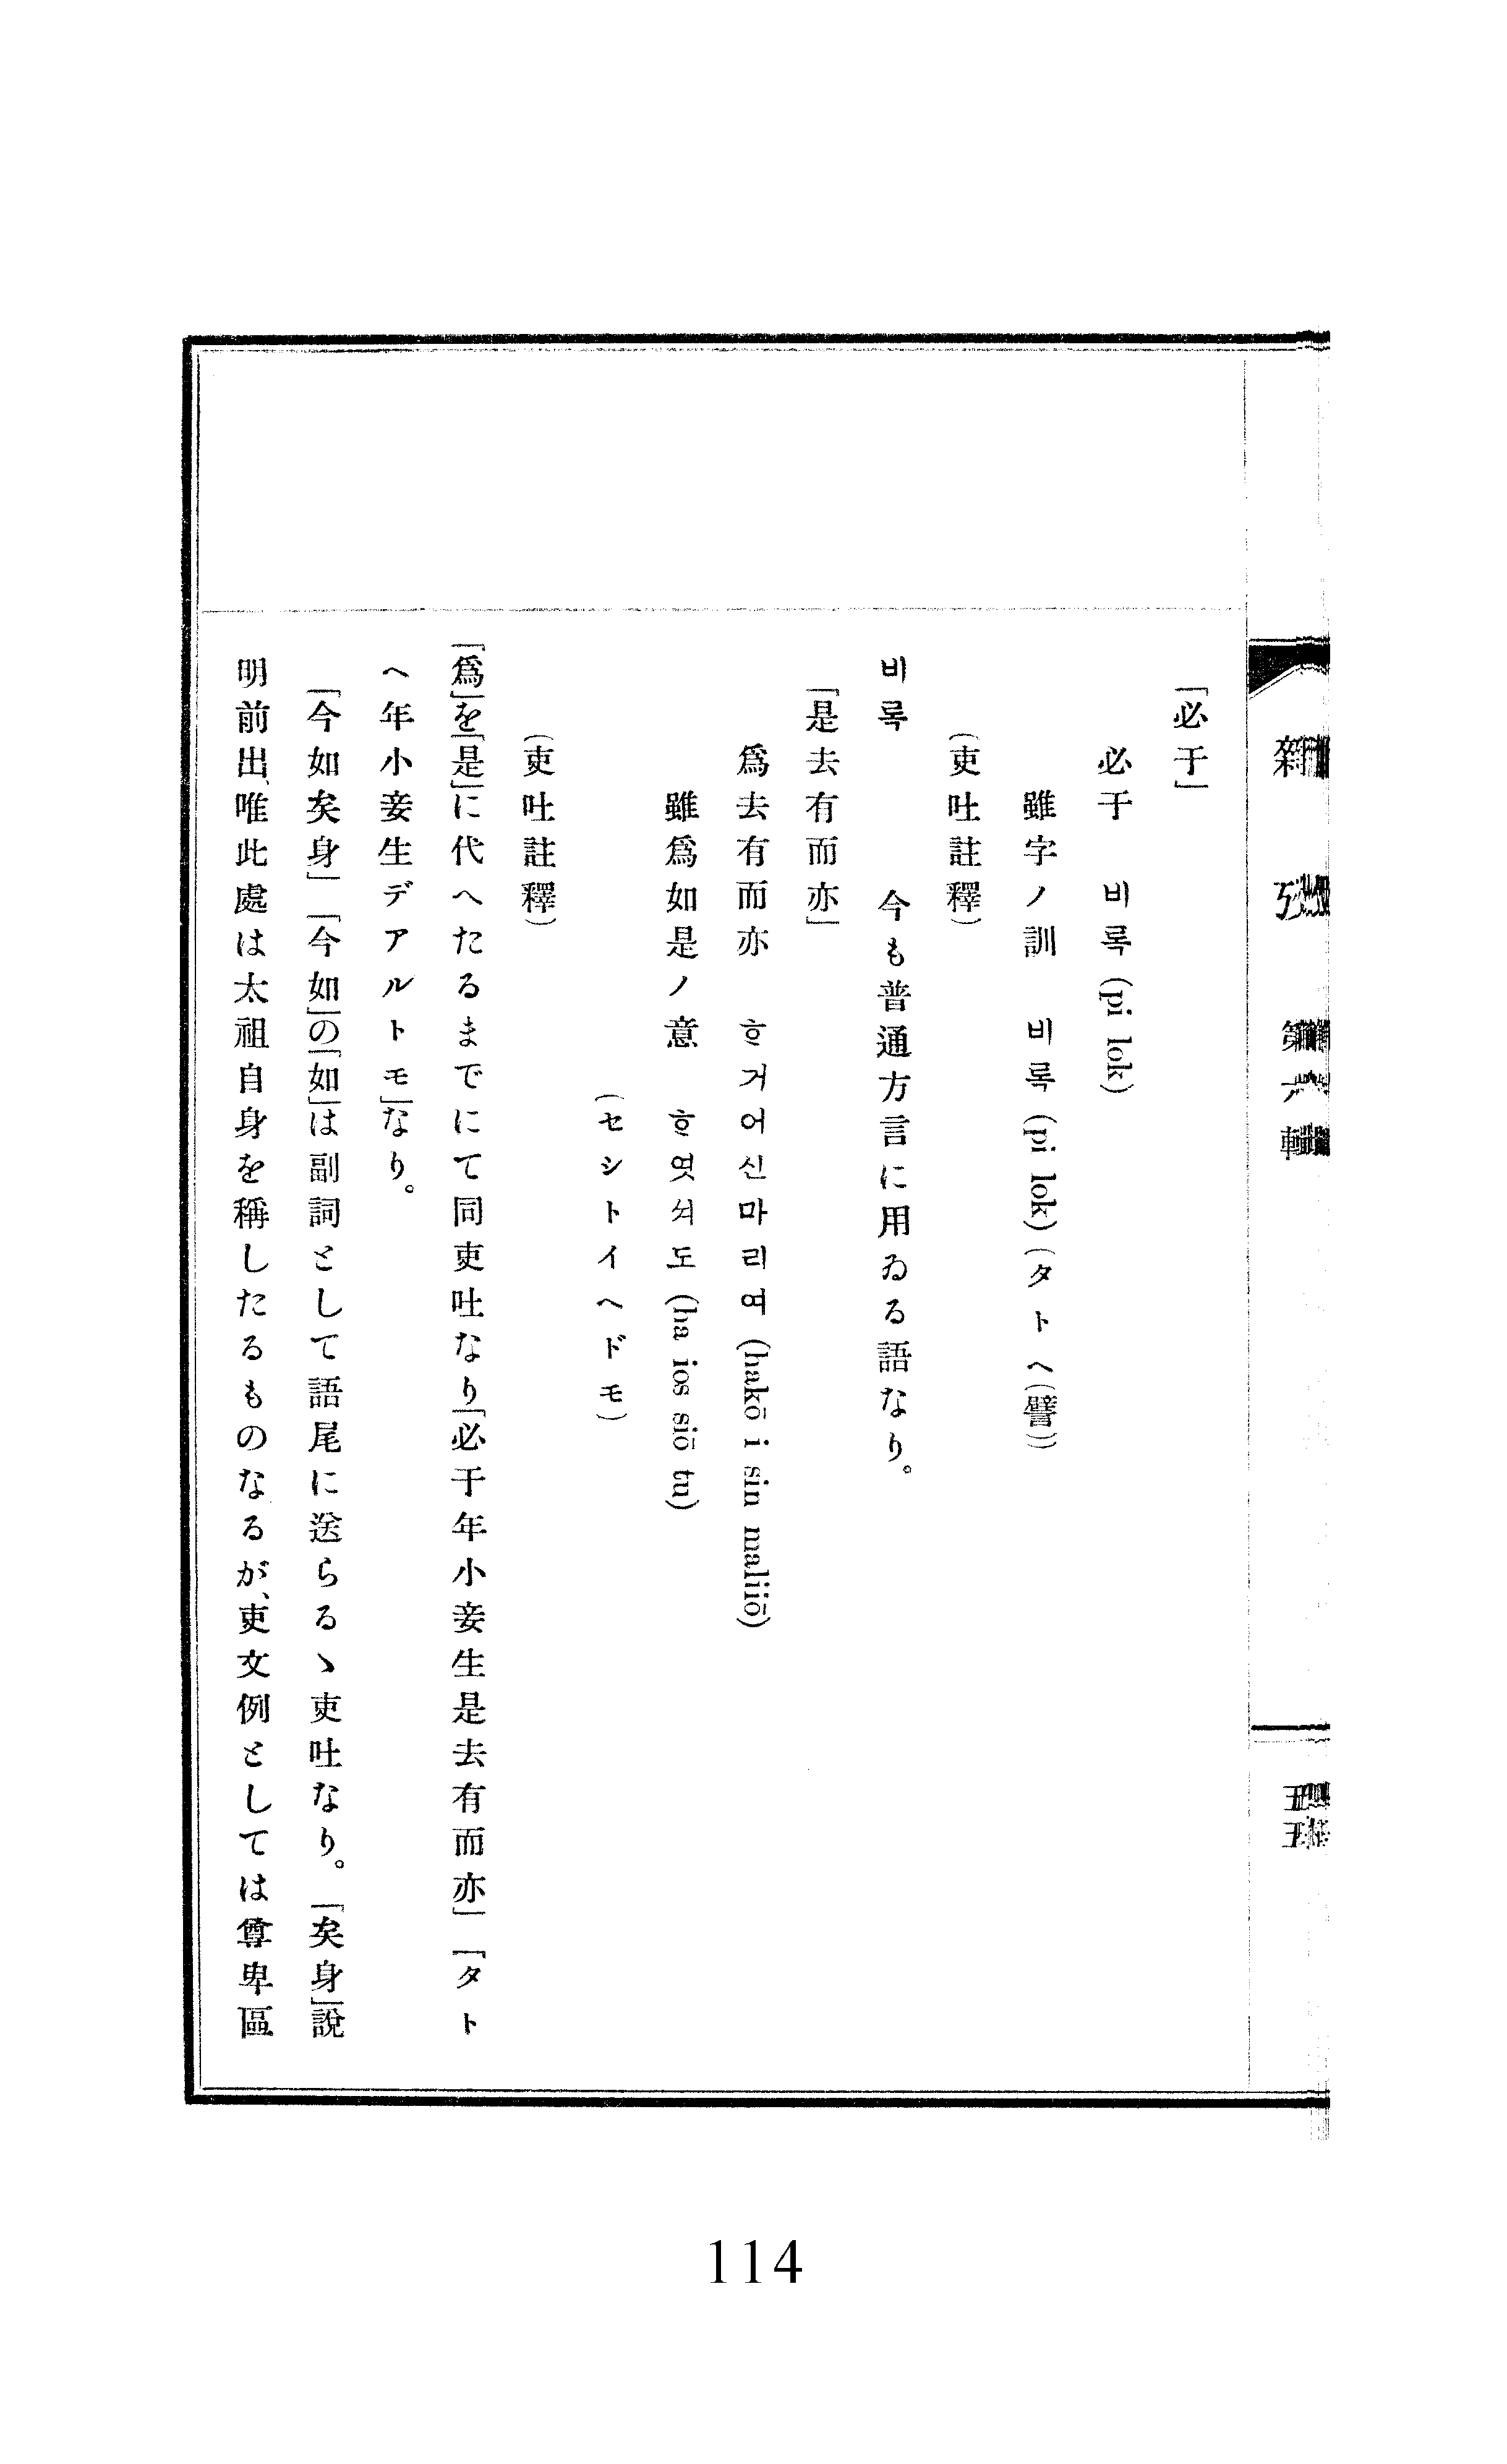 「必于」
必于　비록 (pi lok)
雖字ノ訓　비록 (pi lok) (タトヘ(譬))
(吏吐註釋)
비록　今も普通方言に用ゐる語なり。
「是去有而亦」
爲去有而亦　ᄒᆞ거어신마리여 (hakŏ i sin maliiŏ)
雖爲如是ノ意　ᄒᆞ엿셔도 (ha ios siŏ tu)
(セシトイヘドモ)
(吏吐註釋)
「爲」を「是」に代へたるまでにて同吏吐なり「必于年小妾生是去有而亦」「タト
ヘ年小妾生デアルトモ」なり。
「今如矣身」「今如」の「如」は副詞として語尾に送らるゝ吏吐なり。「矣身」說
明前出、唯此處は太祖自身を稱したるものなるが、吏文例としては尊卑區
第六輯
五五
114